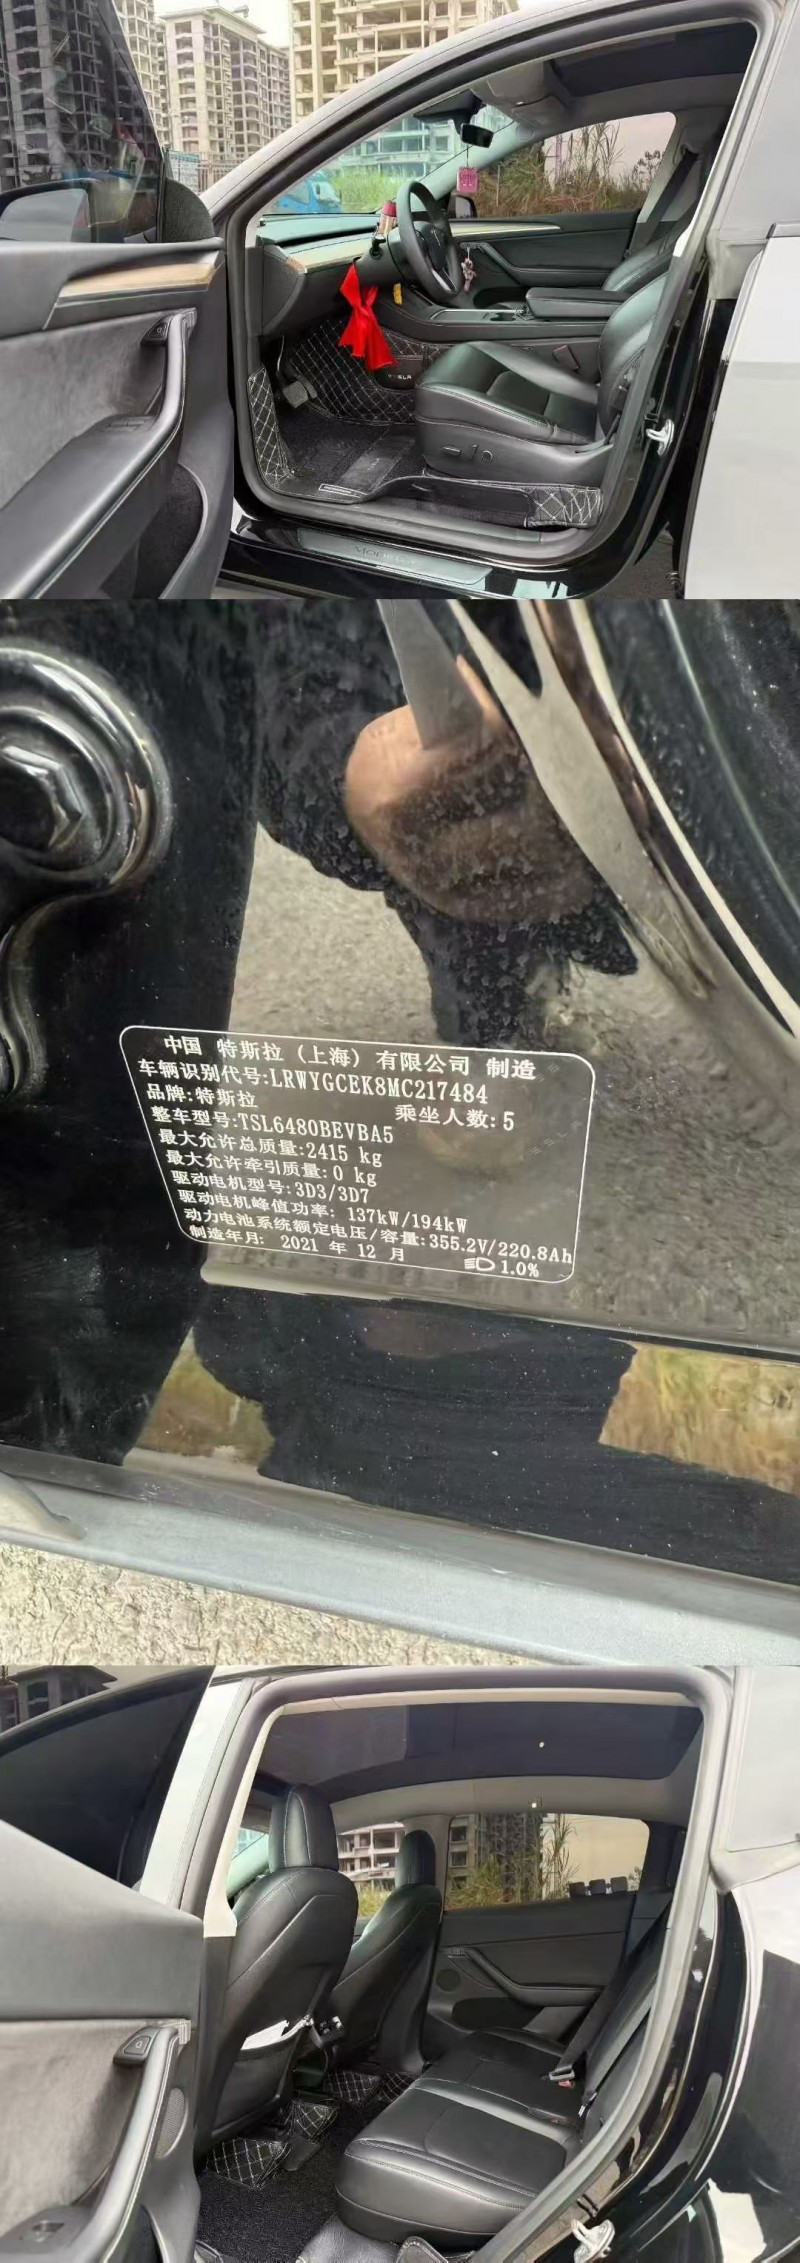 TESLA
中国 特斯拉（上海）有限公司 制造
车辆识别代号:LRWYGCEK8MC217484
品牌:特斯拉 乘坐人数:5
整车型号:TSL6480BEVBA5
最大允许总质量:2415 kg
最大允许牵引质量:0 kg
驱动电机型号:3D3/3D7
驱动电机峰值功率: 137kW/194kW
动力电池系统额定电压/容量:355.2V/220.8Ah
制造年月: 2021 年 12 月 1.0%